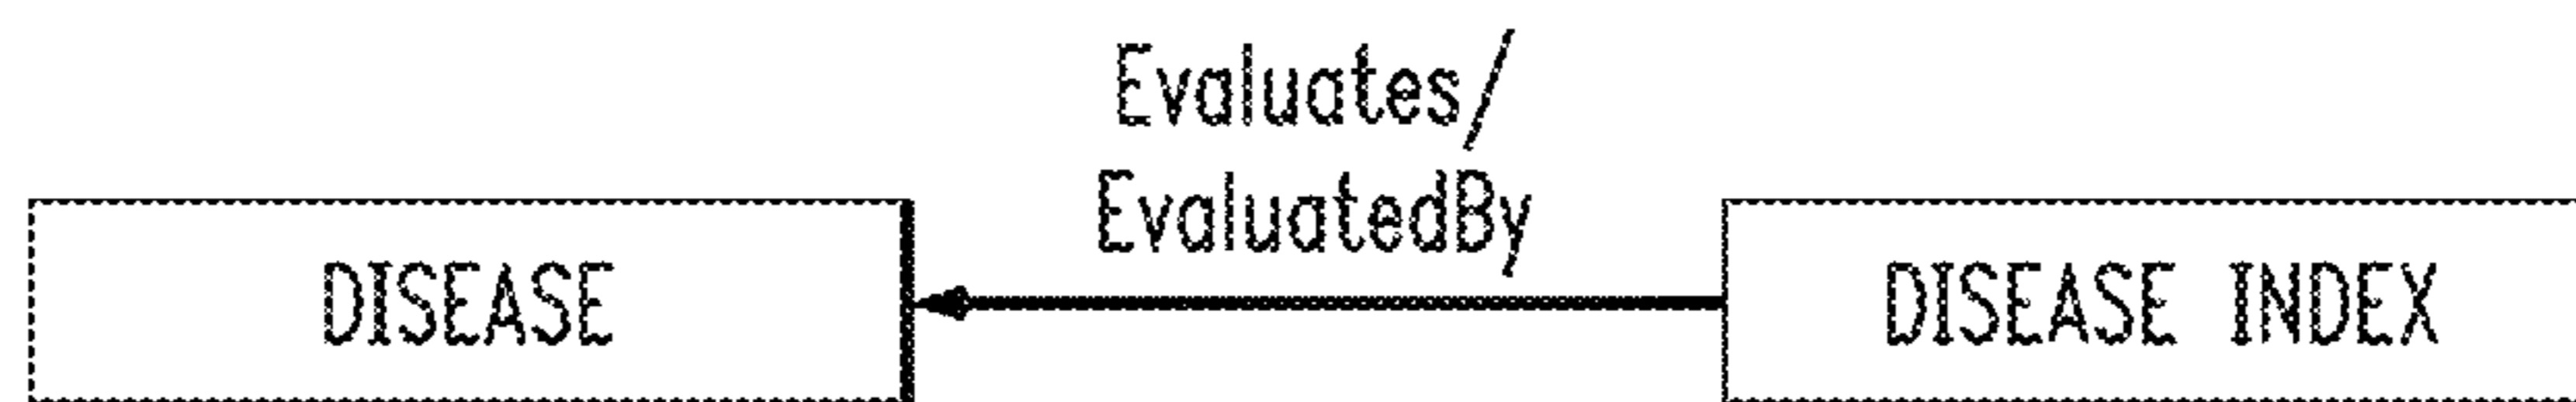 Evaluates/
EvaluatedBy
DISEASE
DISEASE INDEX